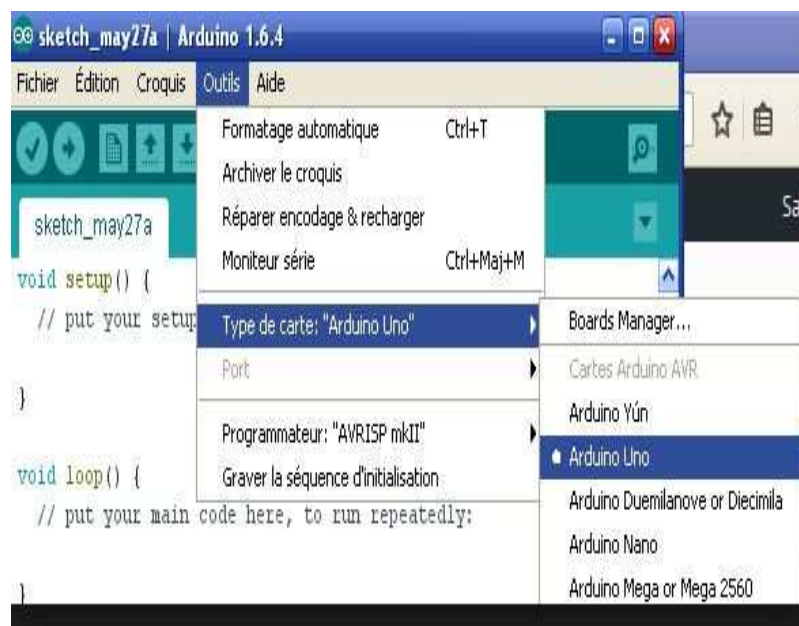 sketch_may27a | Arduino 1.6.4
Fichier Édition Croquis Outils Aide
Formatage automatique Ctrl+T
Archiver le croquis
Réparer encodage & recharger
Moniteur série Ctrl+Maj+M
Type de carte: "Arduino Uno"
Port
Programmateur: "AVRISP mkII"
Graver la séquence d'initialisation
Boards Manager...
Cartes Arduino AVR
Arduino Yún
Arduino Uno
Arduino Duemilanove or Diecimila
Arduino Nano
Arduino Mega or Mega 2560
sketch_may27a
void setup() {
// put your setup
}
void loop() {
// put your main code here, to run repeatedly:
}
Sa